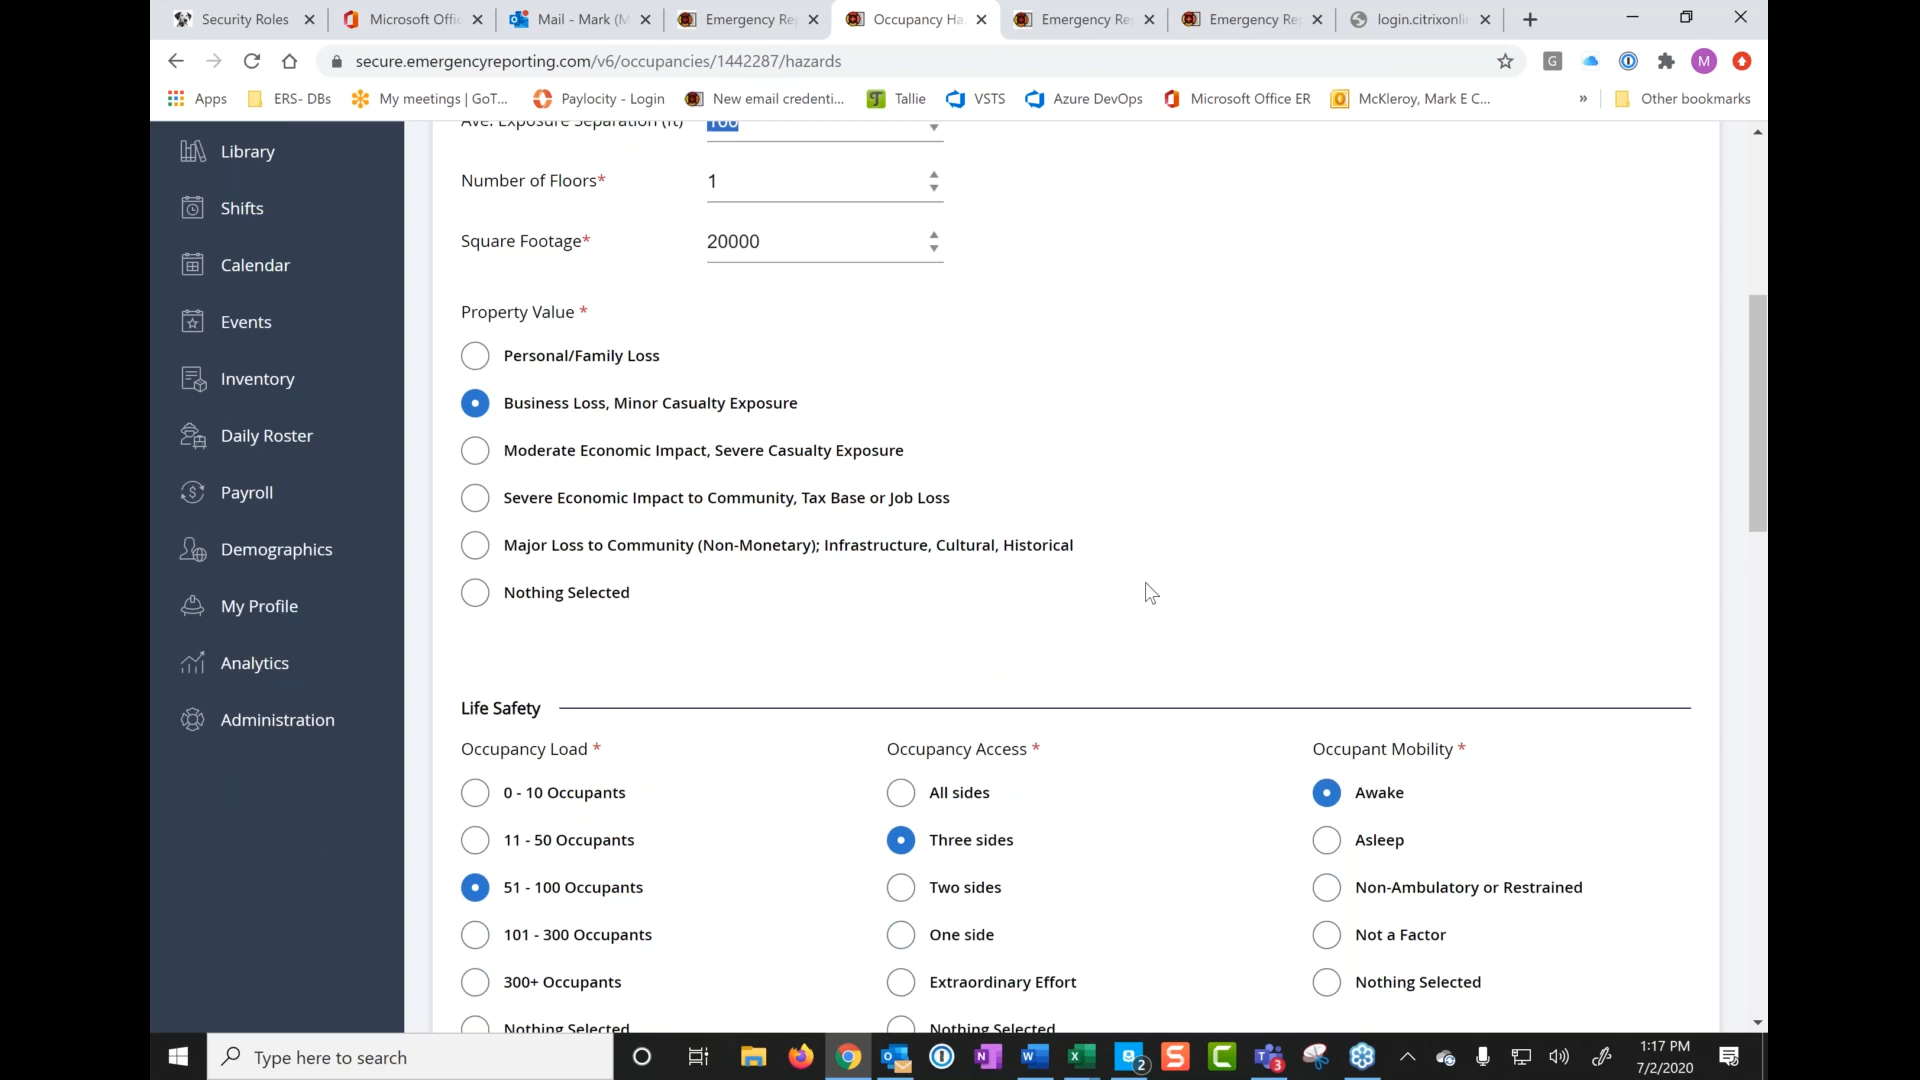 Security Roles
Microsoft Offic
Mail - Mark (M
Emergency Re
Occupancy Ha
Emergency Re
Emergency Re
login.citrixonli
secure.emergencyreporting.com/v6/occupancies/1442287/hazards
G
M
Apps
ERS- DBs
My meetings | GoT...
Paylocity - Login
New email credenti...
Tallie
VSTS
Azure DevOps
Microsoft Office ER
McKleroy, Mark E C...
»
Other bookmarks
Library
Shifts
Calendar
Events
Inventory
Daily Roster
Payroll
Demographics
My Profile
Analytics
Administration
Ave. Exposure Separation (ft) 100
Number of Floors* 1
Square Footage* 20000
Property Value *
Personal/Family Loss
Business Loss, Minor Casualty Exposure
Moderate Economic Impact, Severe Casualty Exposure
Severe Economic Impact to Community, Tax Base or Job Loss
Major Loss to Community (Non-Monetary); Infrastructure, Cultural, Historical
Nothing Selected
Life Safety
Occupancy Load *
0 - 10 Occupants
11 - 50 Occupants
51 - 100 Occupants
101 - 300 Occupants
300+ Occupants
Nothing Selected
Occupancy Access *
All sides
Three sides
Two sides
One side
Extraordinary Effort
Nothing Selected
Occupant Mobility *
Awake
Asleep
Non-Ambulatory or Restrained
Not a Factor
Nothing Selected
Type here to search
2
3
1:17 PM
7/2/2020